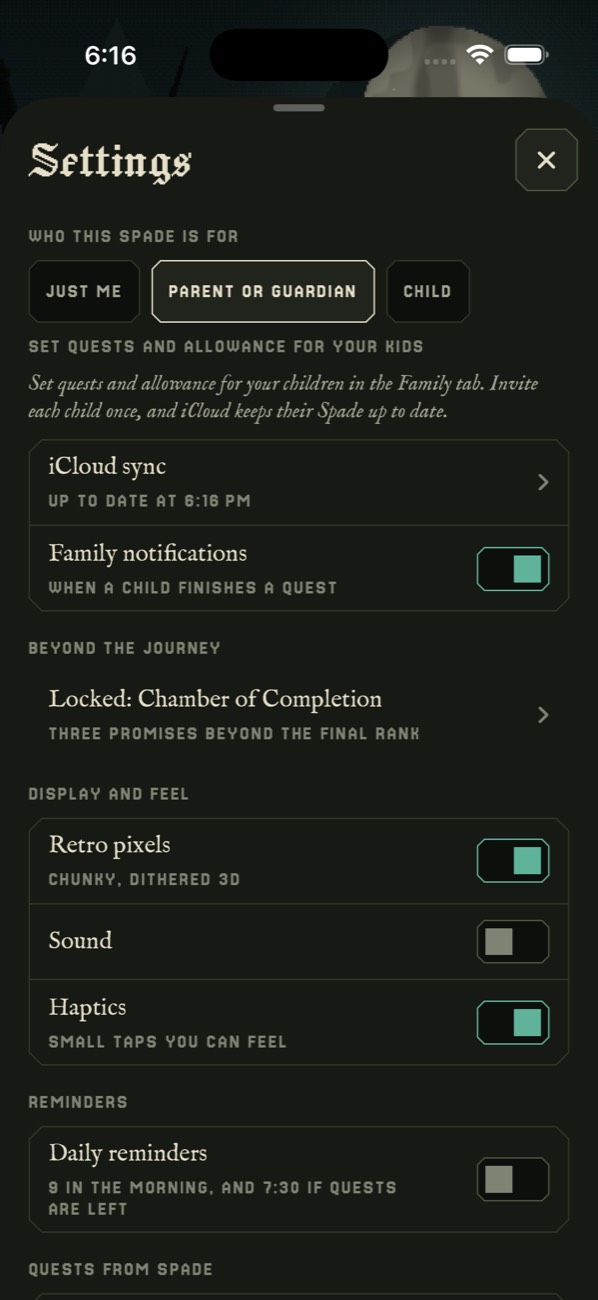 6:16
Settings
WHO THIS SPADE IS FOR
JUST ME
PARENT OR GUARDIAN
CHILD
SET QUESTS AND ALLOWANCE FOR YOUR KIDS
Set quests and allowance for your children in the Family tab. Invite
each child once, and iCloud keeps their Spade up to date.
iCloud sync
UP TO DATE AT 6:16 PM
Family notifications
WHEN A CHILD FINISHES A QUEST
BEYOND THE JOURNEY
Locked: Chamber of Completion
THREE PROMISES BEYOND THE FINAL RANK
DISPLAY AND FEEL
Retro pixels
CHUNKY, DITHERED 3D
Sound
Haptics
SMALL TAPS YOU CAN FEEL
REMINDERS
Daily reminders
9 IN THE MORNING, AND 7:30 IF QUESTS
ARE LEFT
QUESTS FROM SPADE